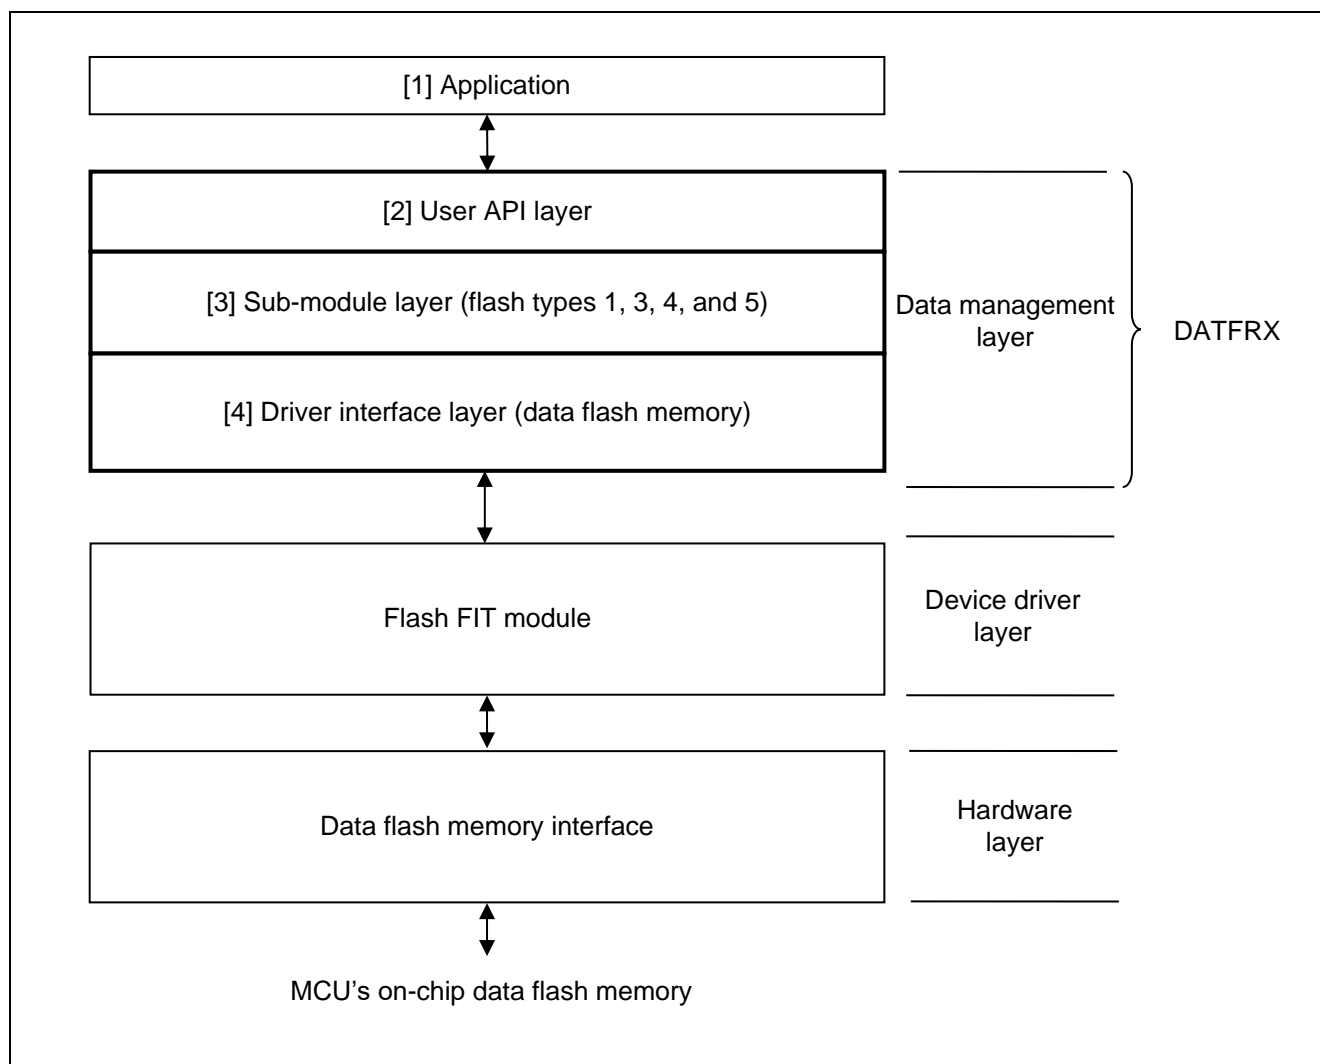 [1] Application
[2] User API layer
[3] Sub-module layer (flash types 1, 3, 4, and 5)
Data management
layer
DATFRX
[4] Driver interface layer (data flash memory)
Flash FIT module
Device driver
layer
Data flash memory interface
Hardware
layer
MCU’s on-chip data flash memory